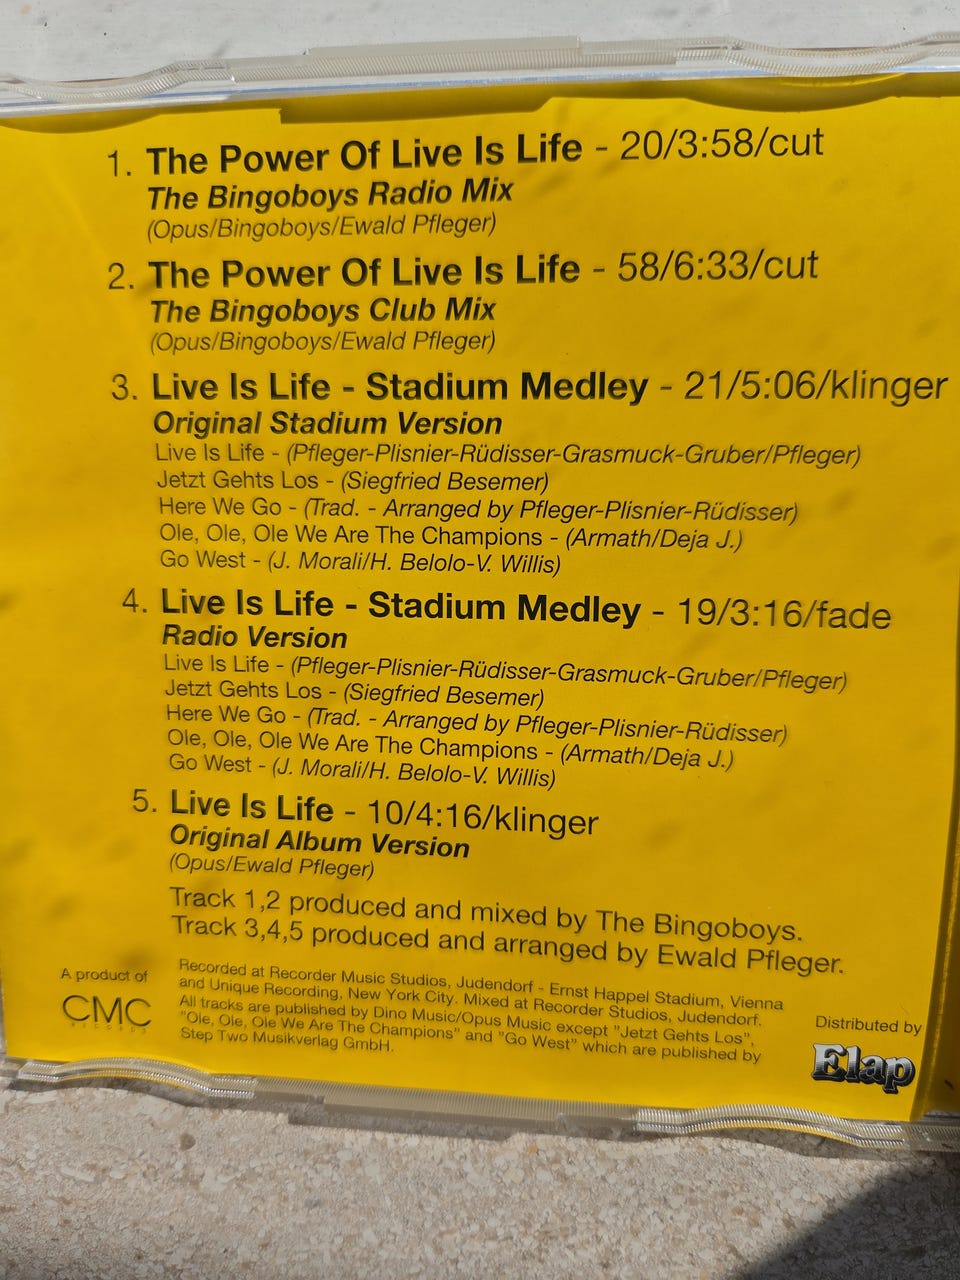 1. The Power Of Live Is Life - 20/3:58/cut
The Bingoboys Radio Mix
(Opus/Bingoboys/Ewald Pfleger)
2. The Power Of Live Is Life - 58/6:33/cut
The Bingoboys Club Mix
(Opus/Bingoboys/Ewald Pfleger)
3. Live Is Life - Stadium Medley - 21/5:06/klinger
Original Stadium Version
Live Is Life - (Pfleger-Plisnier-Rüdisser-Grasmuck-Gruber/Pfleger)
Jetzt Gehts Los - (Siegfried Besemer)
Here We Go - (Trad. - Arranged by Pfleger-Plisnier-Rüdisser)
Ole, Ole, Ole We Are The Champions - (Armath/Deja J.)
Go West - (J. Morali/H. Belolo-V. Willis)
4. Live Is Life - Stadium Medley - 19/3:16/fade
Radio Version
Live Is Life - (Pfleger-Plisnier-Rüdisser-Grasmuck-Gruber/Pfleger)
Jetzt Gehts Los - (Siegfried Besemer)
Here We Go - (Trad. - Arranged by Pfleger-Plisnier-Rüdisser)
Ole, Ole, Ole We Are The Champions - (Armath/Deja J.)
Go West - (J. Morali/H. Belolo-V. Willis)
5. Live Is Life - 10/4:16/klinger
Original Album Version
(Opus/Ewald Pfleger)
Track 1,2 produced and mixed by The Bingoboys.
Track 3,4,5 produced and arranged by Ewald Pfleger.
A product of
CMC
RECORDS
Recorded at Recorder Music Studios, Judendorf - Ernst Happel Stadium, Vienna
and Unique Recording, New York City. Mixed at Recorder Studios, Judendorf.
All tracks are published by Dino Music/Opus Music except "Jetzt Gehts Los",
"Ole, Ole, Ole We Are The Champions" and "Go West" which are published by
Step Two Musikverlag GmbH.
Distributed by
Elap